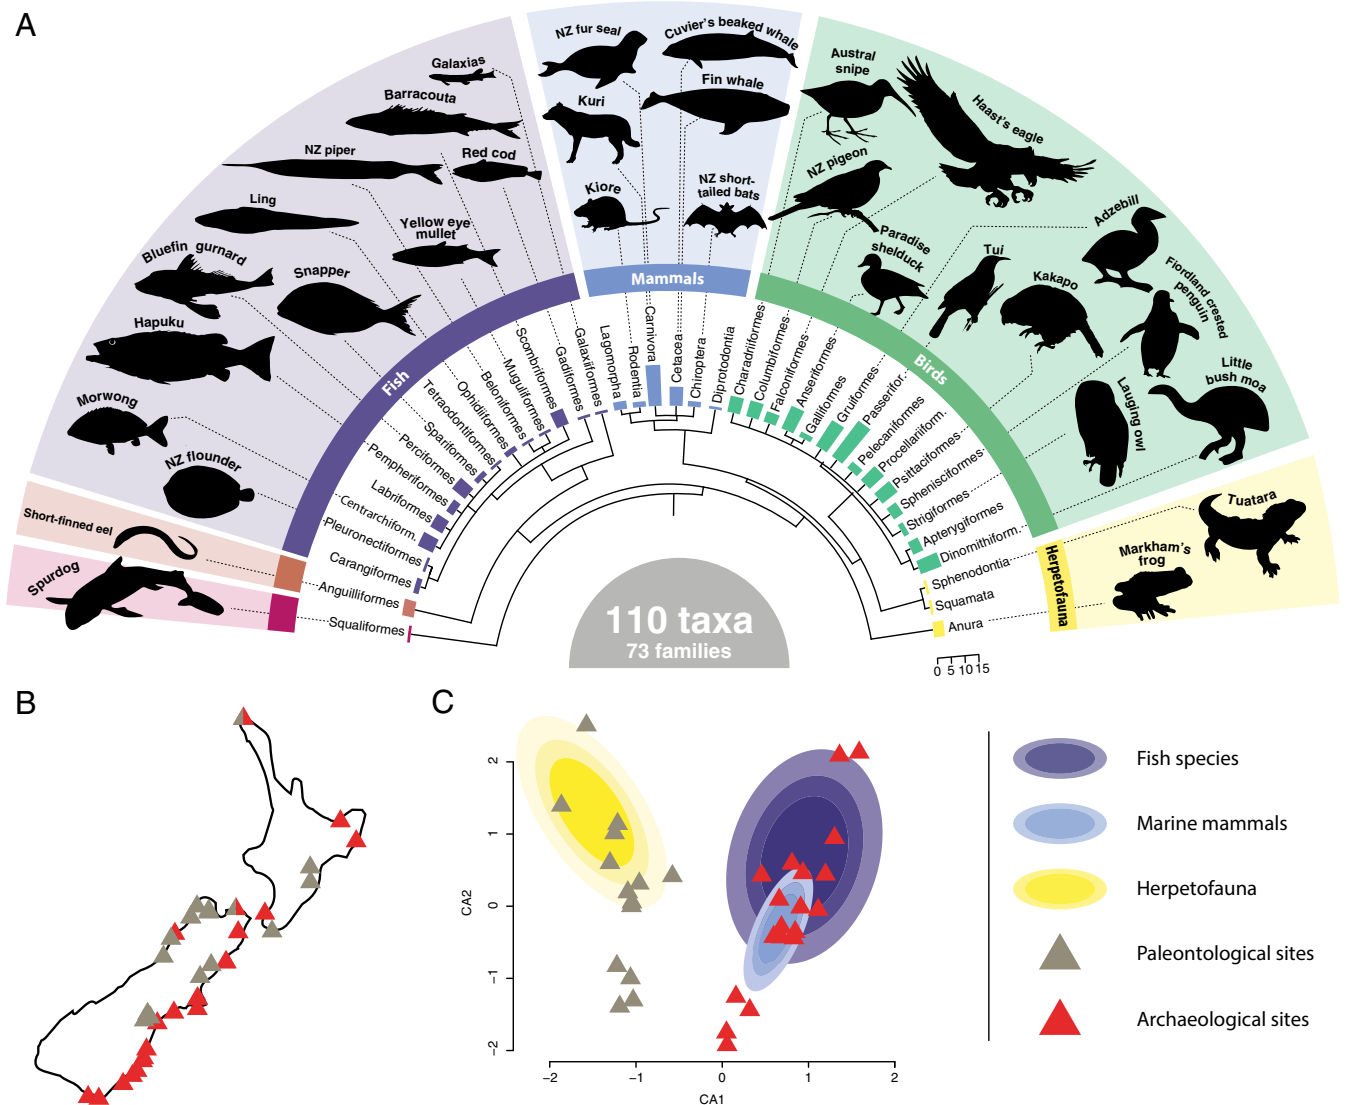 A
Galaxias
Barracouta
NZ piper
Red cod
Ling
Yellow eye
mullet
Bluefin gurnard
Snapper
Hapuku
Morwong
NZ flounder
Short-finned eel
Spurdog
NZ fur seal
Cuvier's beaked whale
Kuri
Fin whale
Kiore
NZ short-
tailed bats
Austral
snipe
Haast's eagle
NZ pigeon
Paradise
shelduck
Tui
Kakapo
Adzebill
Fiordland crested
penguin
Lauging owl
Little
bush moa
Tuatara
Markham's
frog
Fish
Mammals
Birds
Herpetofauna
Squaliformes
Anguilliformes
Carangiformes
Pleuronectiformes
Centrarchiform.
Labriformes
Pempheriformes
Perciformes
Spariformes
Tetraodontiformes
Ophidiiformes
Beloniformes
Muguliformes
Scombriformes
Gadiformes
Galaxiiformes
Lagomorpha
Rodentia
Carnivora
Cetacea
Chiroptera
Diprotodontia
Charadriiformes
Columbiformes
Falconiformes
Anseriformes
Galliformes
Gruiformes
Passerifor.
Pelecaniformes
Procellariiform.
Psittaciformes
Sphenisciformes
Strigiformes
Apterygiformes
Dinornithiform.
Sphenodontia
Squamata
Anura
0 5 10 15
110 taxa
73 families
B
C
CA2
2
1
0
−1
−2
−2 −1 0 1 2
CA1
Fish species
Marine mammals
Herpetofauna
Paleontological sites
Archaeological sites